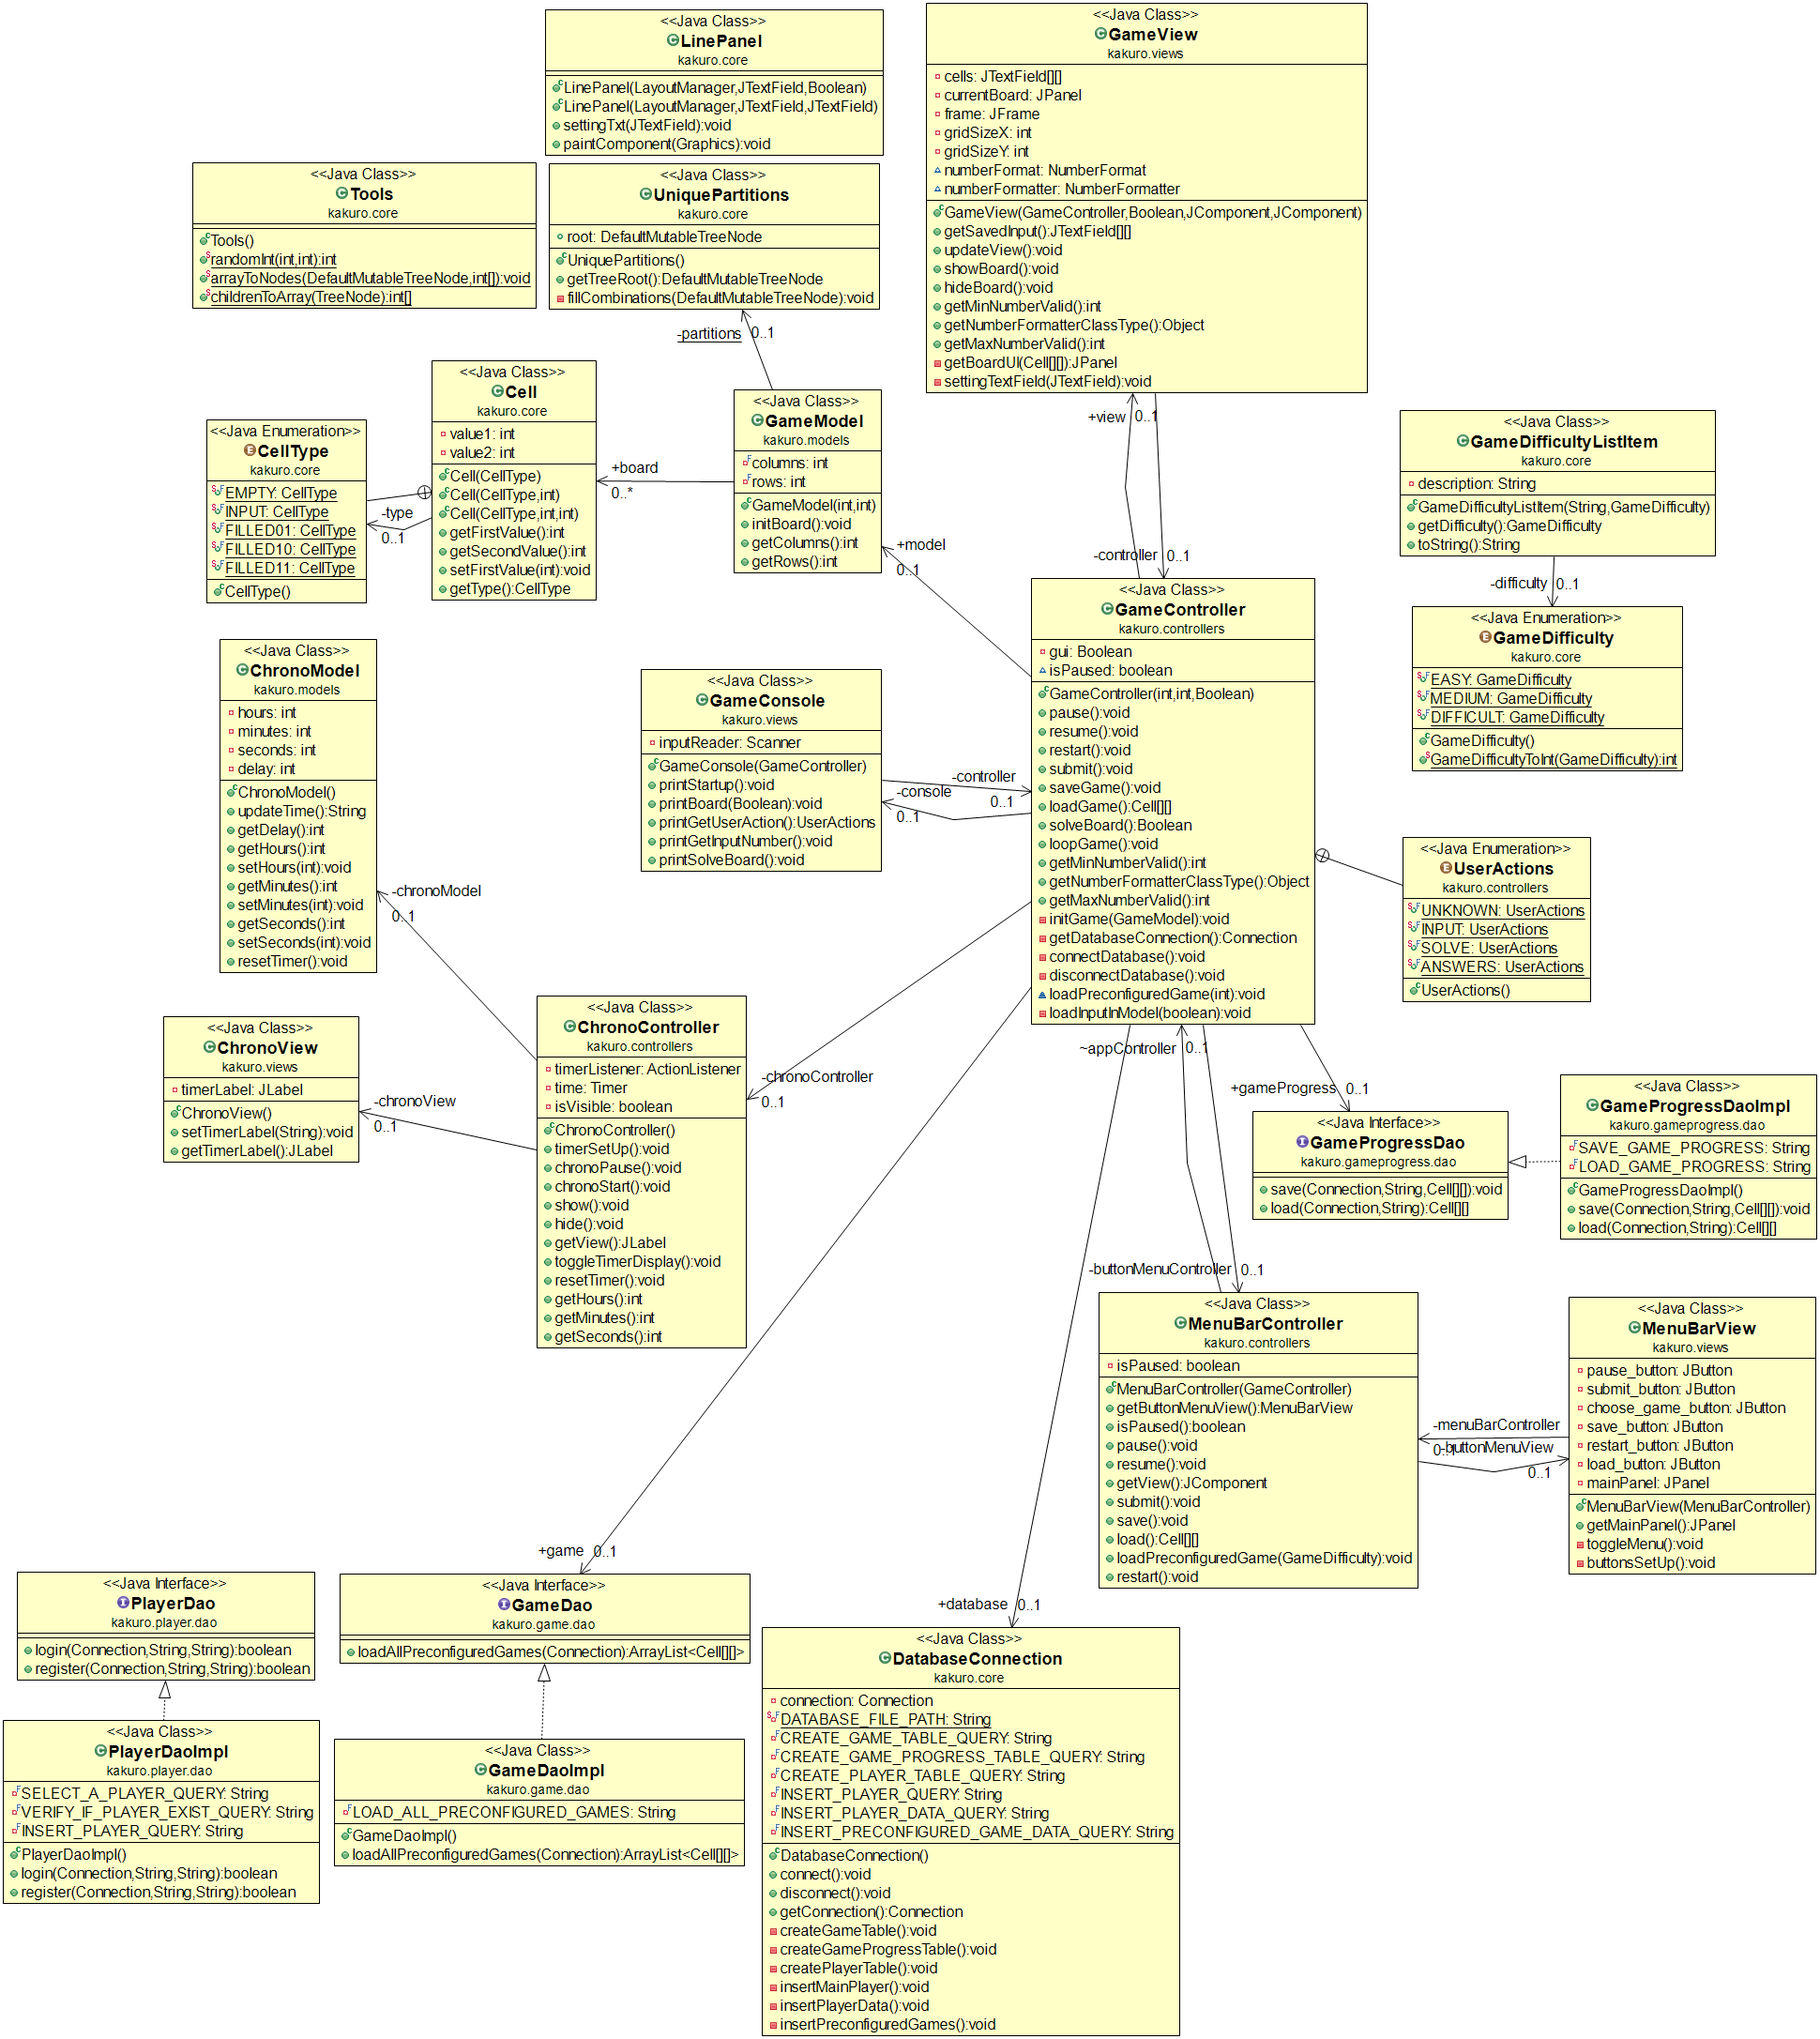 <<Java Class>>
LinePanel
kakuro.core
LinePanel(LayoutManager,JTextField,Boolean)
LinePanel(LayoutManager,JTextField,JTextField)
settingTxt(JTextField):void
paintComponent(Graphics):void
<<Java Class>>
GameView
kakuro.views
cells: JTextField[][]
currentBoard: JPanel
frame: JFrame
gridSizeX: int
gridSizeY: int
numberFormat: NumberFormat
numberFormatter: NumberFormatter
GameView(GameController,Boolean,JComponent,JComponent)
getSavedInput():JTextField[][]
updateView():void
showBoard():void
hideBoard():void
getMinNumberValid():int
getNumberFormatterClassType():Object
getMaxNumberValid():int
getBoardUI(Cell[][]):JPanel
settingTextField(JTextField):void
<<Java Class>>
Tools
kakuro.core
Tools()
randomInt(int,int):int
arrayToNodes(DefaultMutableTreeNode,int[]):void
childrenToArray(TreeNode):int[]
<<Java Class>>
UniquePartitions
kakuro.core
root: DefaultMutableTreeNode
UniquePartitions()
getTreeRoot():DefaultMutableTreeNode
fillCombinations(DefaultMutableTreeNode):void
-partitions
0..1
<<Java Class>>
Cell
kakuro.core
value1: int
value2: int
Cell(CellType)
Cell(CellType,int)
Cell(CellType,int,int)
getFirstValue():int
getSecondValue():int
setFirstValue(int):void
getType():CellType
<<Java Class>>
GameModel
kakuro.models
columns: int
rows: int
GameModel(int,int)
initBoard():void
getColumns():int
getRows():int
+board
0..*
<<Java Enumeration>>
CellType
kakuro.core
EMPTY: CellType
INPUT: CellType
FILLED01: CellType
FILLED10: CellType
FILLED11: CellType
CellType()
-type
0..1
+view
0..1
-controller
0..1
+model
0..1
<<Java Class>>
GameDifficultyListItem
kakuro.core
description: String
GameDifficultyListItem(String,GameDifficulty)
getDifficulty():GameDifficulty
toString():String
-difficulty
0..1
<<Java Enumeration>>
GameDifficulty
kakuro.core
EASY: GameDifficulty
MEDIUM: GameDifficulty
DIFFICULT: GameDifficulty
GameDifficulty()
GameDifficultyToInt(GameDifficulty):int
<<Java Class>>
GameController
kakuro.controllers
gui: Boolean
isPaused: boolean
GameController(int,int,Boolean)
pause():void
resume():void
restart():void
submit():void
saveGame():void
loadGame():Cell[][]
solveBoard():Boolean
loopGame():void
getMinNumberValid():int
getNumberFormatterClassType():Object
getMaxNumberValid():int
initGame(GameModel):void
getDatabaseConnection():Connection
connectDatabase():void
disconnectDatabase():void
loadPreconfiguredGame(int):void
loadInputInModel(boolean):void
<<Java Class>>
ChronoModel
kakuro.models
hours: int
minutes: int
seconds: int
delay: int
ChronoModel()
updateTime():String
getDelay():int
getHours():int
setHours(int):void
getMinutes():int
setMinutes(int):void
getSeconds():int
setSeconds(int):void
resetTimer():void
-chronoModel
0..1
<<Java Class>>
GameConsole
kakuro.views
inputReader: Scanner
GameConsole(GameController)
printStartup():void
printBoard(Boolean):void
printGetUserAction():UserActions
printGetInputNumber():void
printSolveBoard():void
-controller
0..1
-console
0..1
<<Java Enumeration>>
UserActions
kakuro.controllers
UNKNOWN: UserActions
INPUT: UserActions
SOLVE: UserActions
ANSWERS: UserActions
UserActions()
<<Java Class>>
ChronoView
kakuro.views
timerLabel: JLabel
ChronoView()
setTimerLabel(String):void
getTimerLabel():JLabel
-chronoView
0..1
<<Java Class>>
ChronoController
kakuro.controllers
timerListener: ActionListener
time: Timer
isVisible: boolean
ChronoController()
timerSetUp():void
chronoPause():void
chronoStart():void
show():void
hide():void
getView():JLabel
toggleTimerDisplay():void
resetTimer():void
getHours():int
getMinutes():int
getSeconds():int
-chronoController
0..1
~appController
0..1
+gameProgress
0..1
<<Java Interface>>
GameProgressDao
kakuro.gameprogress.dao
save(Connection,String,Cell[][]):void
load(Connection,String):Cell[][]
<<Java Class>>
GameProgressDaoImpl
kakuro.gameprogress.dao
SAVE_GAME_PROGRESS: String
LOAD_GAME_PROGRESS: String
GameProgressDaoImpl()
save(Connection,String,Cell[][]):void
load(Connection,String):Cell[][]
-buttonMenuController
0..1
<<Java Class>>
MenuBarController
kakuro.controllers
isPaused: boolean
MenuBarController(GameController)
getButtonMenuView():MenuBarView
isPaused():boolean
pause():void
resume():void
getView():JComponent
submit():void
save():void
load():Cell[][]
loadPreconfiguredGame(GameDifficulty):void
restart():void
-menuBarController
0..1
-buttonMenuView
0..1
<<Java Class>>
MenuBarView
kakuro.views
pause_button: JButton
submit_button: JButton
choose_game_button: JButton
save_button: JButton
restart_button: JButton
load_button: JButton
mainPanel: JPanel
MenuBarView(MenuBarController)
getMainPanel():JPanel
toggleMenu():void
buttonsSetUp():void
+game
0..1
+database
0..1
<<Java Interface>>
PlayerDao
kakuro.player.dao
login(Connection,String,String):boolean
register(Connection,String,String):boolean
<<Java Interface>>
GameDao
kakuro.game.dao
loadAllPreconfiguredGames(Connection):ArrayList<Cell[][]>
<<Java Class>>
PlayerDaoImpl
kakuro.player.dao
SELECT_A_PLAYER_QUERY: String
VERIFY_IF_PLAYER_EXIST_QUERY: String
INSERT_PLAYER_QUERY: String
PlayerDaoImpl()
login(Connection,String,String):boolean
register(Connection,String,String):boolean
<<Java Class>>
GameDaoImpl
kakuro.game.dao
LOAD_ALL_PRECONFIGURED_GAMES: String
GameDaoImpl()
loadAllPreconfiguredGames(Connection):ArrayList<Cell[][]>
<<Java Class>>
DatabaseConnection
kakuro.core
connection: Connection
DATABASE_FILE_PATH: String
CREATE_GAME_TABLE_QUERY: String
CREATE_GAME_PROGRESS_TABLE_QUERY: String
CREATE_PLAYER_TABLE_QUERY: String
INSERT_PLAYER_QUERY: String
INSERT_PLAYER_DATA_QUERY: String
INSERT_PRECONFIGURED_GAME_DATA_QUERY: String
DatabaseConnection()
connect():void
disconnect():void
getConnection():Connection
createGameTable():void
createGameProgressTable():void
createPlayerTable():void
insertMainPlayer():void
insertPlayerData():void
insertPreconfiguredGames():void